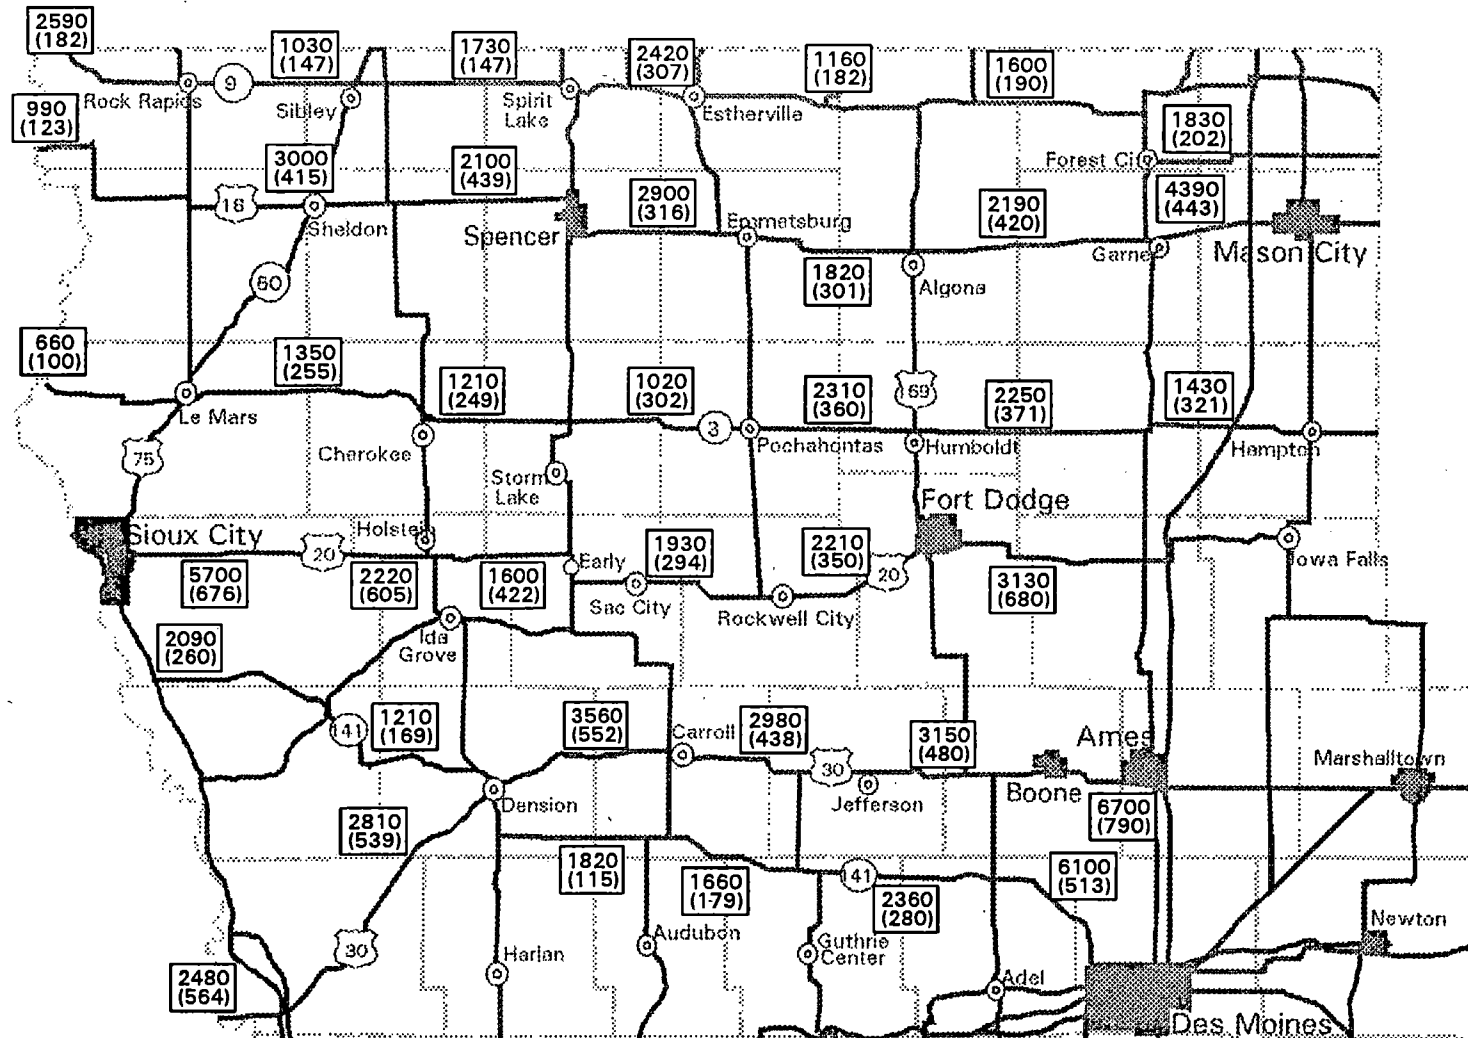 2590
(182)
1030
(147)
1730
(147)
2420
(307)
1160
(182)
1600
(190)
9
Rock Rapids
Sibley
Spirit
Lake
Estherville
990
(123)
1830
(202)
3000
(415)
2100
(439)
Forest City
2900
(316)
2190
(420)
4390
(443)
18
Sheldon
Spencer
Emmetsburg
Garner
Mason City
60
1820
(301)
Algona
660
(100)
1350
(255)
1210
(249)
1020
(302)
2310
(360)
169
2250
(371)
1430
(321)
Le Mars
3
Pochahontas
Humboldt
Hampton
75
Cherokee
Storm
Lake
Fort Dodge
Sioux City
Holstein
20
Early
1930
(294)
2210
(350)
20
Iowa Falls
5700
(676)
2220
(605)
1600
(422)
3130
(680)
Sac City
Rockwell City
2090
(260)
Ida
Grove
141
1210
(169)
3560
(552)
Carroll
2980
(438)
3150
(480)
Ames
30
Jefferson
Boone
Marshalltown
Dension
6700
(790)
2810
(539)
1820
(115)
1660
(179)
141
2360
(280)
6100
(513)
Newton
30
Harlan
Audubon
Guthrie
Center
Adel
2480
(564)
Des Moines